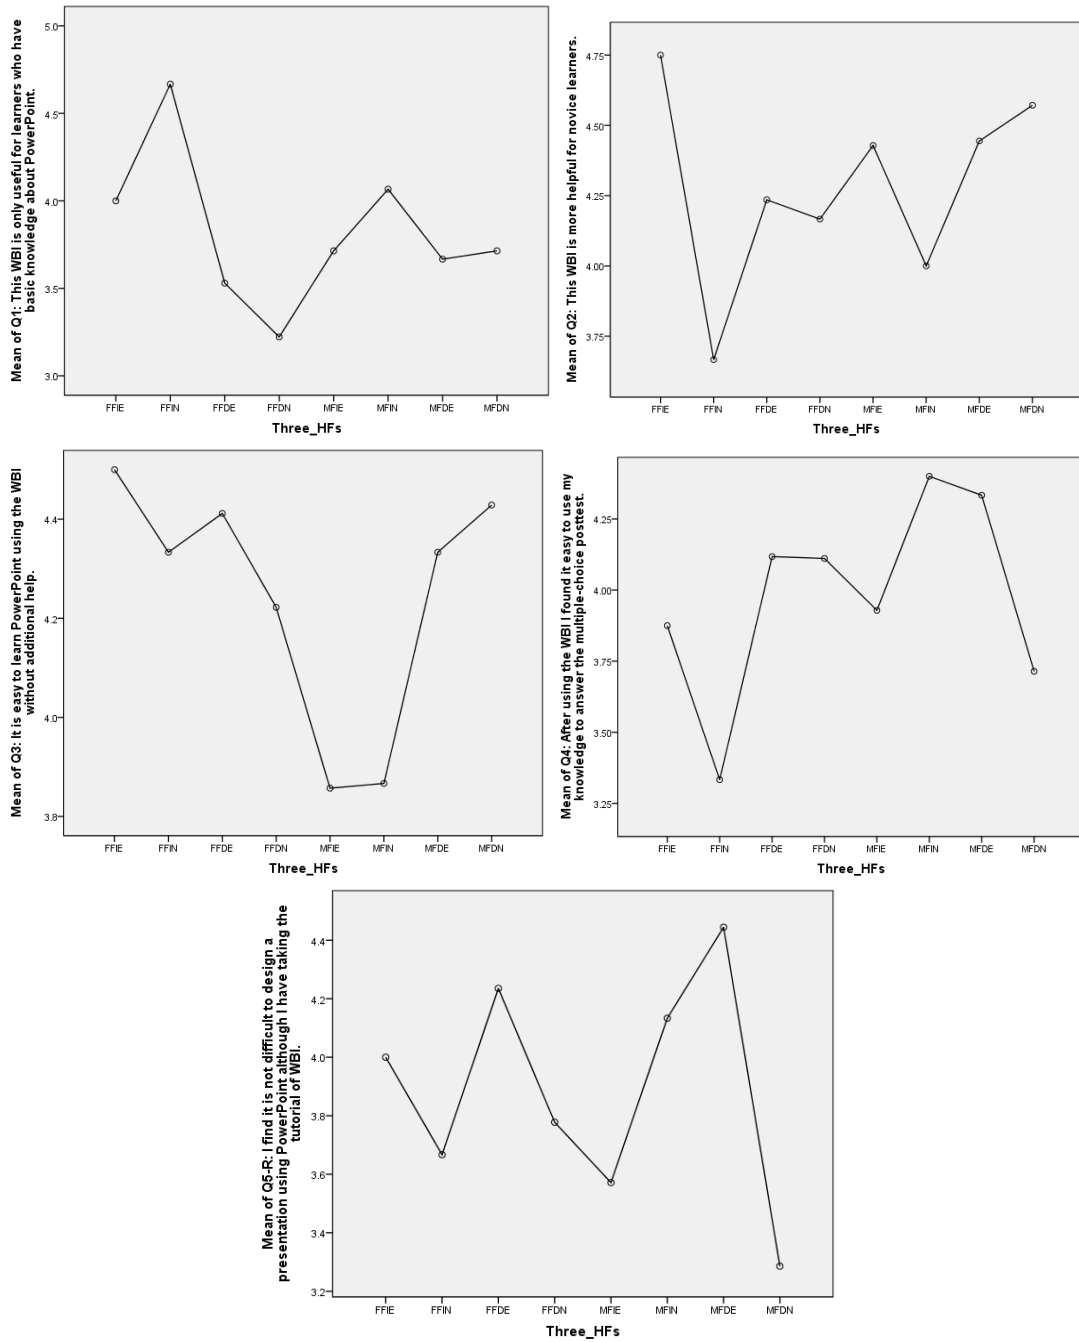 Mean of Q1: This WBI is only useful for learners who have
basic knowledge about PowerPoint.
5.0
4.5
4.0
3.5
3.0
FFIE FFIN FFDE FFDN MFIE MFIN MFDE MFDN
Three_HFs
Mean of Q2: This WBI is more helpful for novice learners.
4.75
4.50
4.25
4.00
3.75
FFIE FFIN FFDE FFDN MFIE MFIN MFDE MFDN
Three_HFs
Mean of Q3: It is easy to learn PowerPoint using the WBI
without additional help.
4.4
4.2
4.0
3.8
FFIE FFIN FFDE FFDN MFIE MFIN MFDE MFDN
Three_HFs
Mean of Q4: After using the WBI I found it easy to use my
knowledge to answer the multiple-choice posttest.
4.25
4.00
3.75
3.50
3.25
FFIE FFIN FFDE FFDN MFIE MFIN MFDE MFDN
Three_HFs
Mean of Q5-R: I find it is not difficult to design a
presentation using PowerPoint although I have taking the
tutorial of WBI.
4.4
4.2
4.0
3.8
3.6
3.4
3.2
FFIE FFIN FFDE FFDN MFIE MFIN MFDE MFDN
Three_HFs